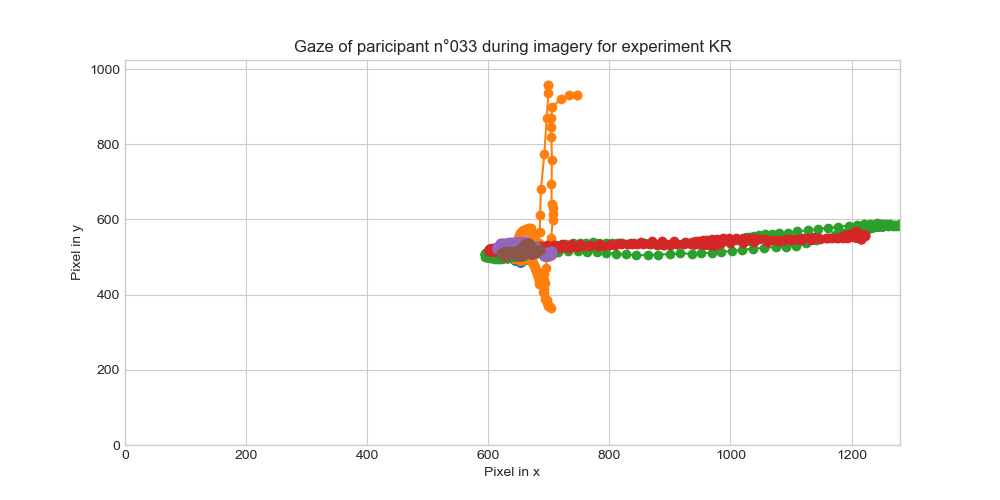 Gaze of paricipant n°033 during imagery for experiment KR
1000
800
600
400
200
0
Pixel in y
0 200 400 600 800 1000 1200
Pixel in x